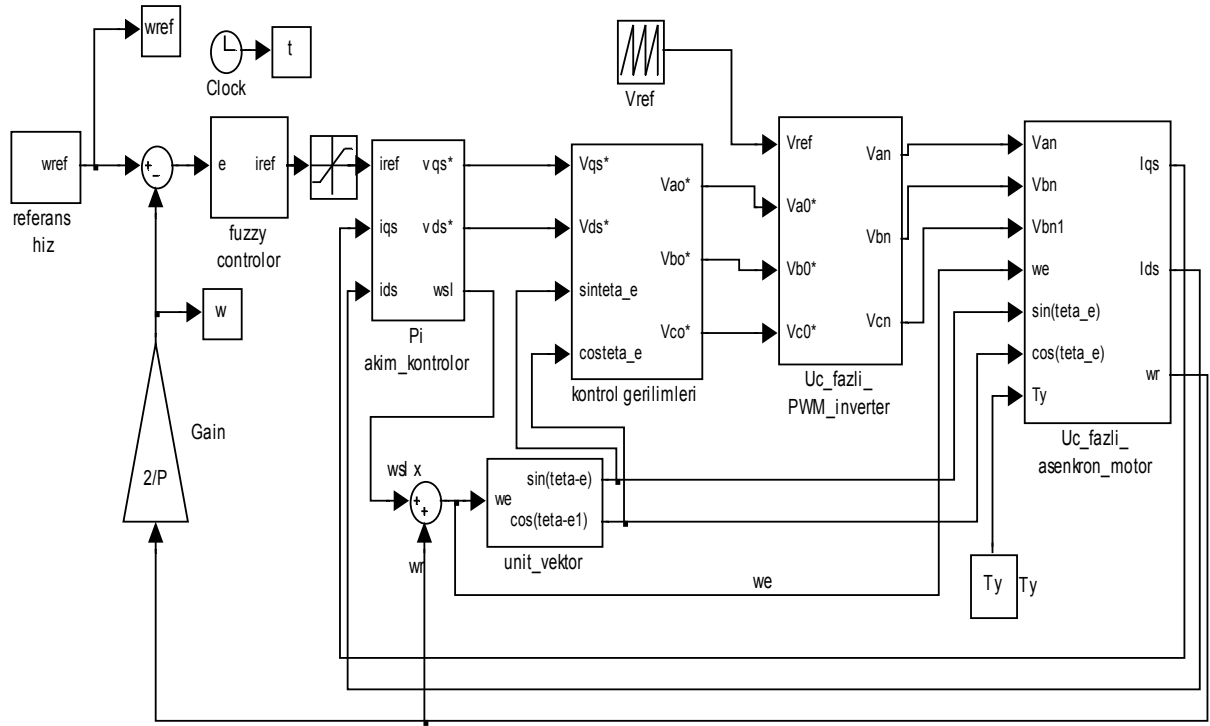 wref
t
Clock
Vref
wref
referans
hiz
+
−
e
iref
fuzzy
controlor
iref
iqs
ids
vqs*
vds*
wsl
Pi
akim_kontrolor
Vqs*
Vds*
sinteta_e
costeta_e
Vao*
Vbo*
Vco*
kontrol gerilimleri
Vref
Va0*
Vb0*
Vc0*
Van
Vbn
Vcn
Uc_fazli_
PWM_inverter
Van
Vbn
Vbn1
we
sin(teta_e)
cos(teta_e)
Ty
Iqs
Ids
wr
Uc_fazli_
asenkron_motor
w
Gain
2/P
wsl x
+
+
wr
we
sin(teta-e)
cos(teta-e1)
unit_vektor
we
Ty
Ty